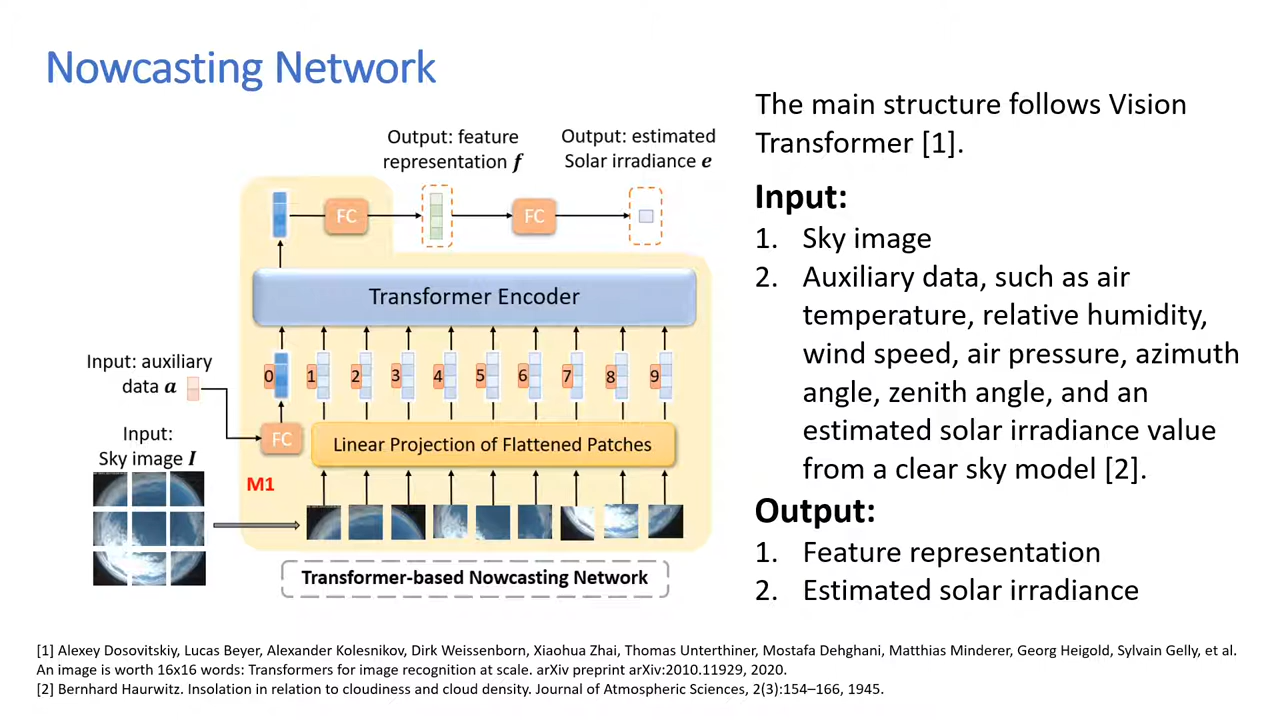 Nowcasting Network
Output: feature
representation f
Output: estimated
Solar irradiance e
FC
FC
Transformer Encoder
Input: auxiliary
data a
0 1 2 3 4 5 6 7 8 9
FC
Linear Projection of Flattened Patches
Input:
Sky image I
M1
Transformer-based Nowcasting Network
The main structure follows Vision
Transformer [1].
Input:
1. Sky image
2. Auxiliary data, such as air
temperature, relative humidity,
wind speed, air pressure, azimuth
angle, zenith angle, and an
estimated solar irradiance value
from a clear sky model [2].
Output:
1. Feature representation
2. Estimated solar irradiance
[1] Alexey Dosovitskiy, Lucas Beyer, Alexander Kolesnikov, Dirk Weissenborn, Xiaohua Zhai, Thomas Unterthiner, Mostafa Dehghani, Matthias Minderer, Georg Heigold, Sylvain Gelly, et al.
An image is worth 16x16 words: Transformers for image recognition at scale. arXiv preprint arXiv:2010.11929, 2020.
[2] Bernhard Haurwitz. Insolation in relation to cloudiness and cloud density. Journal of Atmospheric Sciences, 2(3):154–166, 1945.